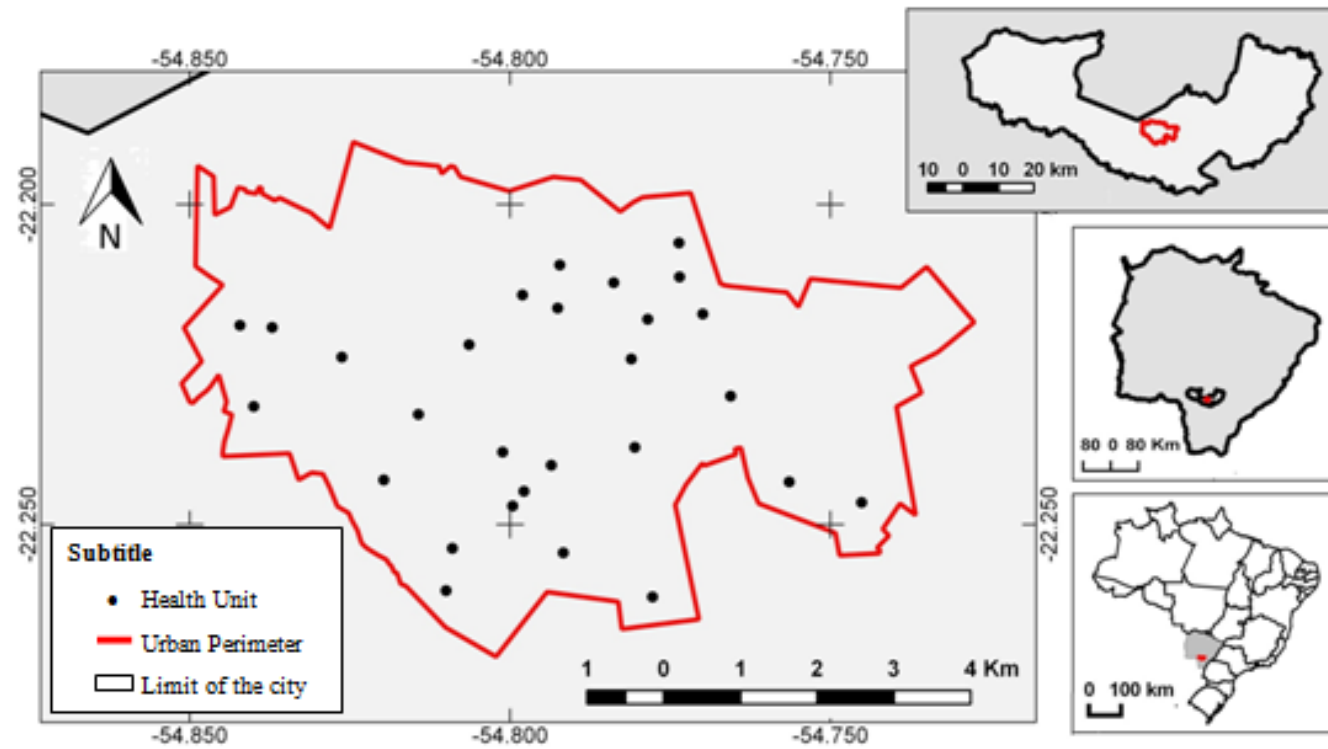 -54.850 -54.800 -54.750
-22.200
-22.250
N
Subtitle
Health Unit
Urban Perimeter
Limit of the city
1 0 1 2 3 4 Km
-54.850 -54.800 -54.750
-22.250
10 0 10 20 km
80 0 80 Km
0 100 km